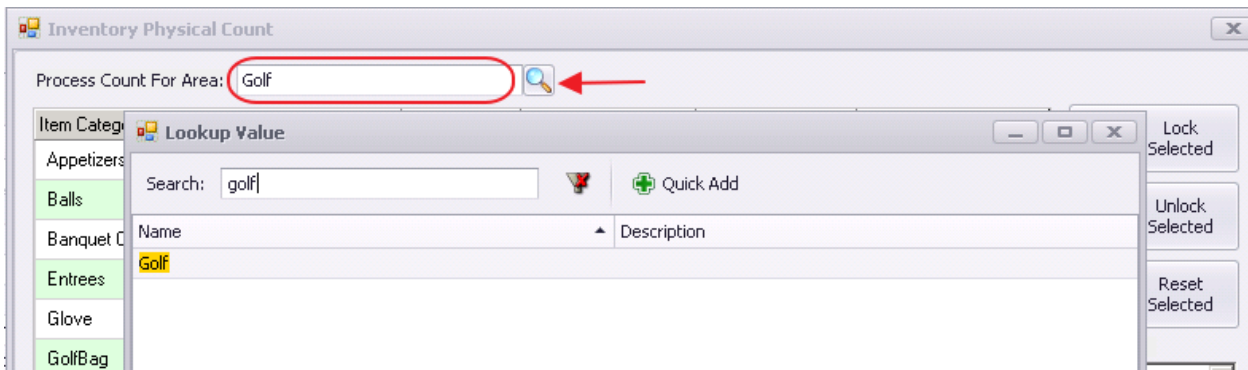 Inventory Physical Count
Process Count For Area: Golf
Item Categ
Lookup Value
Lock
Selected
Appetizers
Search: golf
Quick Add
Balls
Unlock
Selected
Name
Description
Banquet
Golf
Entrees
Reset
Selected
Glove
GolfBag